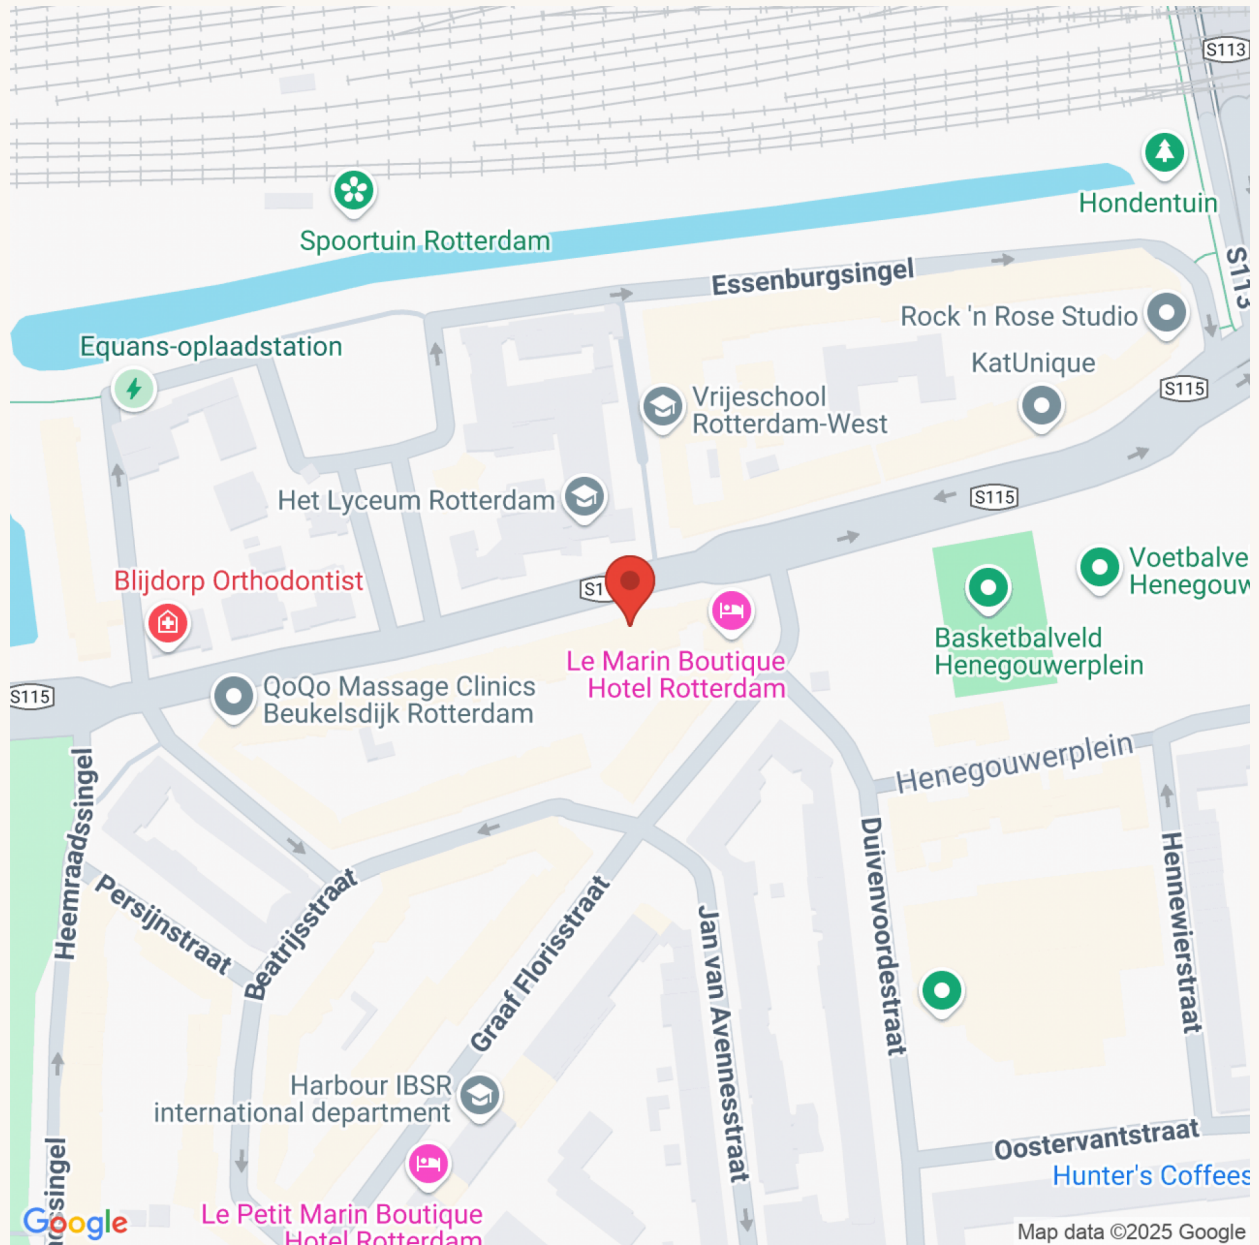 S113
Hondentuin
Spoortuin Rotterdam
S113
Essenburgsingel
Rock 'n Rose Studio
Equans-oplaadstation
KatUnique
S115
Vrijeschool
Rotterdam-West
Het Lyceum Rotterdam
S115
Voetbalve
Henegouw
Blijdorp Orthodontist
S1
Basketbalveld
Henegouwerplein
Le Marin Boutique
Hotel Rotterdam
S115
QoQo Massage Clinics
Beukelsdijk Rotterdam
Henegouwerplein
Heemraadssingel
Persijnstraat
Beatrijsstraat
Graaf Florisstraat
Jan van Avennesstraat
Duivenvoordestraat
Hennewierstraat
Harbour IBSR
international department
Oostervantstraat
Hunter's Coffees
Le Petit Marin Boutique
Hotel Rotterdam
Google
Map data ©2025 Google